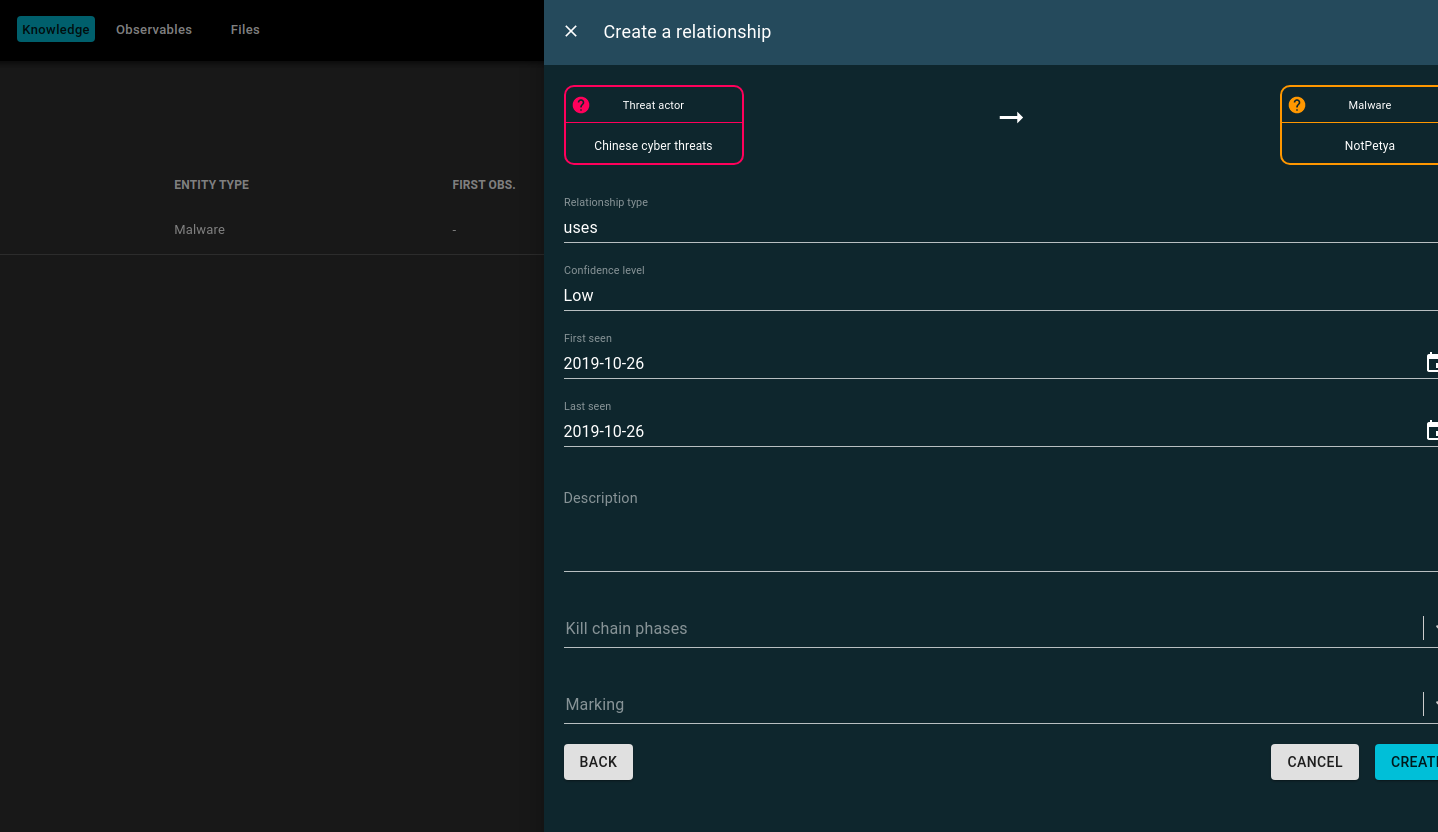 Knowledge Observables Files
Create a relationship
Threat actor
Chinese cyber threats
Malware
NotPetya
ENTITY TYPE FIRST OBS.
Malware -
Relationship type
uses
Confidence level
Low
First seen
2019-10-26
Last seen
2019-10-26
Description
Kill chain phases
Marking
BACK CANCEL CREATE